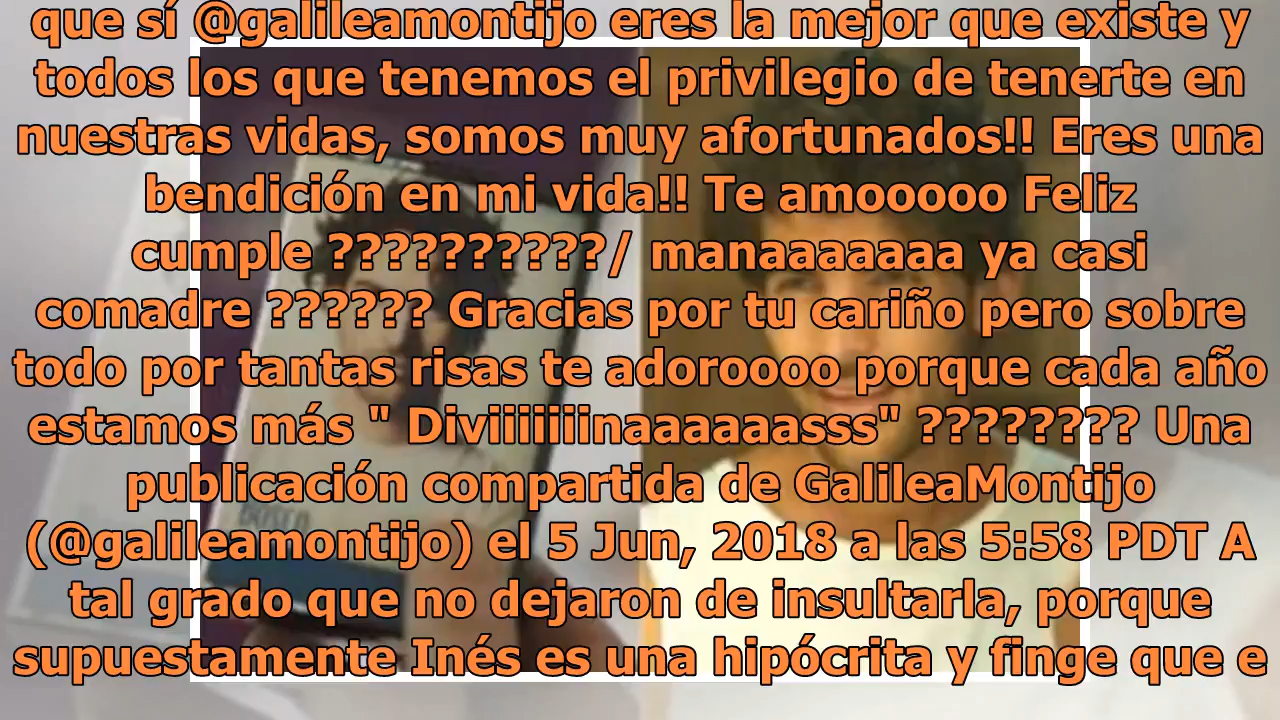 que sí @galileamontijo eres la mejor que existe y
todos los que tenemos el privilegio de tenerte en
nuestras vidas, somos muy afortunados!! Eres una
bendición en mi vida!! Te amooooo Feliz
cumple ??????????/ manaaaaaaa ya casi
comadre ?????? Gracias por tu cariño pero sobre
todo por tantas risas te adoroooo porque cada año
estamos más " Diviiiiiiinaaaaaaasss" ???????? Una
publicación compartida de GalileaMontijo
(@galileamontijo) el 5 Jun, 2018 a las 5:58 PDT A
tal grado que no dejaron de insultarla, porque
supuestamente Inés es una hipócrita y finge que e